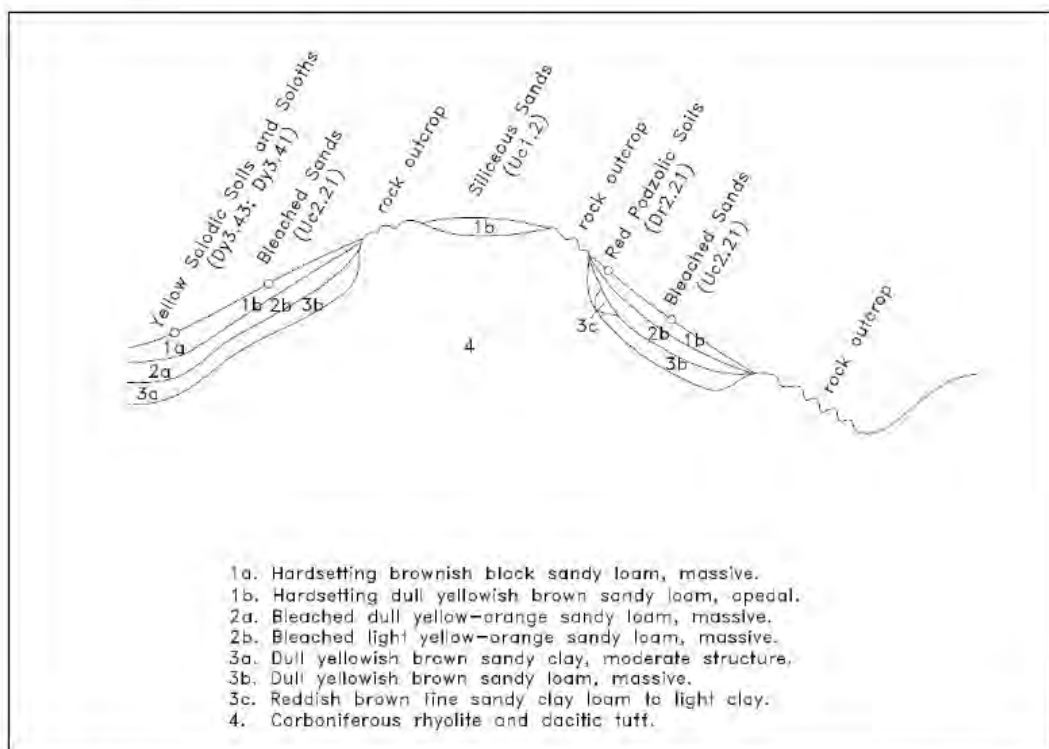 Yellow Solodic Soils and Soloths
(Dy3.43; Dy3.41)
Bleached Sands
(Uc2.21)
rock outcrop
Siliceous Sands
(Uc1.2)
rock outcrop
Red Podzolic Soils
(Dr2.21)
Bleached Sands
(Uc2.21)
rock outcrop
1b
1b 2b 3b
1a
2a
3a
4
3c
2b
1b
3b
1a. Hardsetting brownish black sandy loam, massive.
1b. Hardsetting dull yellowish brown sandy loam, apedal.
2a. Bleached dull yellow-orange sandy loam, massive.
2b. Bleached light yellow-orange sandy loam, massive.
3a. Dull yellowish brown sandy clay, moderate structure.
3b. Dull yellowish brown sandy loam, massive.
3c. Reddish brown fine sandy clay loam to light clay.
4. Carboniferous rhyolite and dacitic tuff.